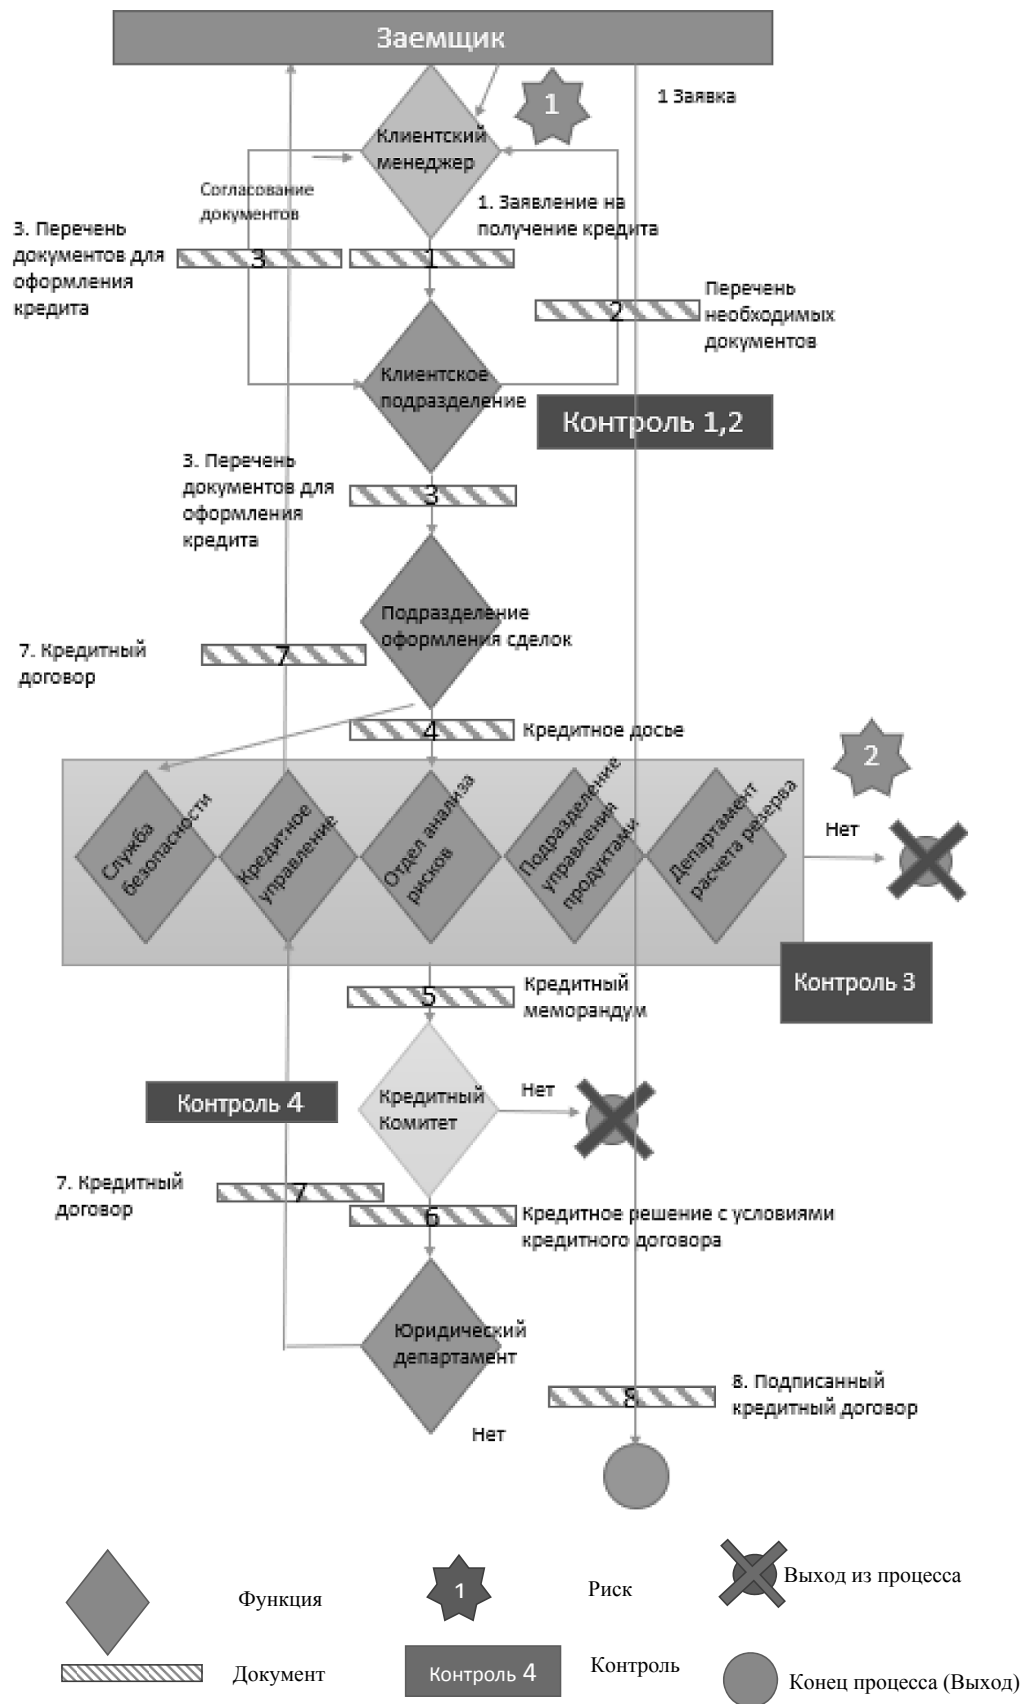 Заемщик
1
1 Заявка
Клиентский
менеджер
Согласование
документов
1. Заявление на
получение кредита
3. Перечень
документов для
оформления
кредита
3
1
Перечень
необходимых
документов
2
Клиентское
подразделение
Контроль 1,2
3. Перечень
документов для
оформления
кредита
3
Подразделение
оформления сделок
7. Кредитный
договор
7
4
Кредитное досье
2
Служба
безопасности
Кредитное
управление
Отдел анализа
рисков
Подразделение
управления
продуктами
Департамент
расчета резерва
Нет
Контроль 3
5
Кредитный
меморандум
Контроль 4
Кредитный
Комитет
Нет
7. Кредитный
договор
7
6
Кредитное решение с условиями
кредитного договора
Юридический
департамент
8
8. Подписанный
кредитный договор
Нет
Функция
1
Риск
Выход из процесса
Документ
Контроль 4
Контроль
Конец процесса (Выход)